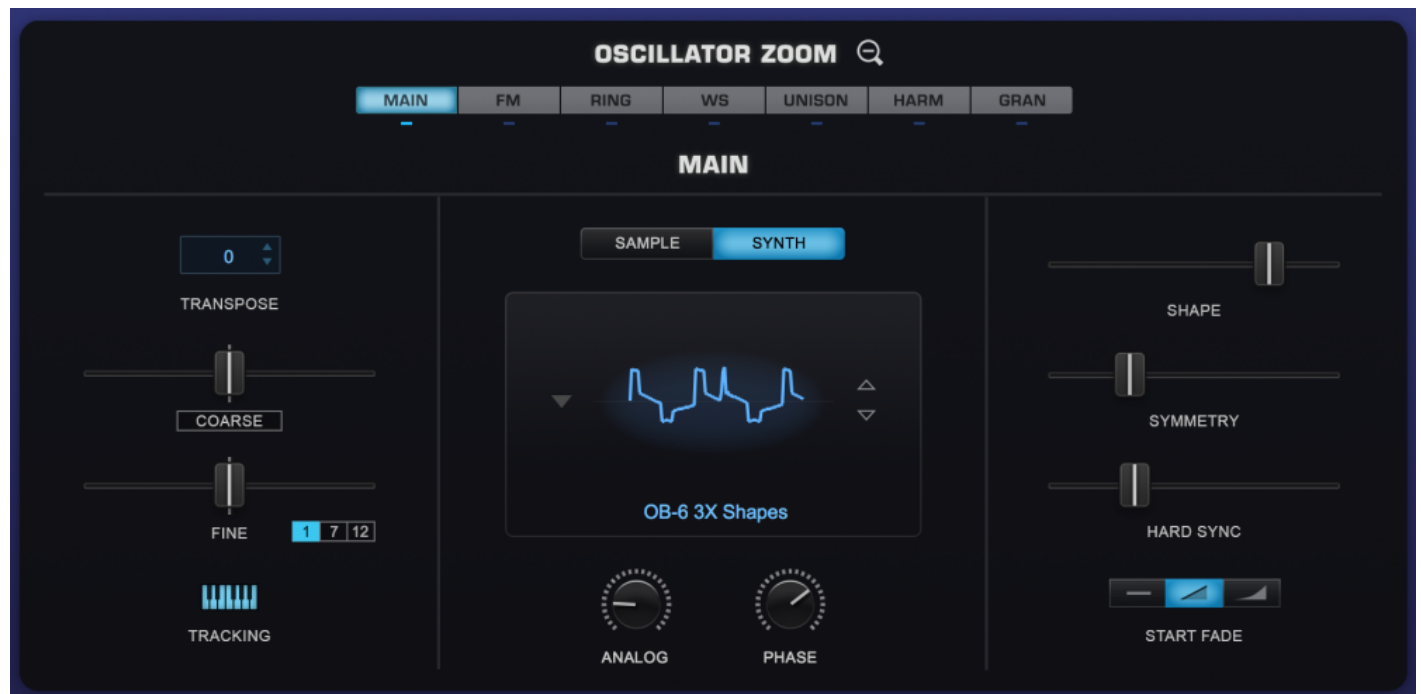 OSCILLATOR ZOOM
MAIN FM RING WS UNISON HARM GRAN
MAIN
0
TRANSPOSE
COARSE
FINE 1 7 12
TRACKING
SAMPLE SYNTH
OB-6 3X Shapes
ANALOG PHASE
SHAPE
SYMMETRY
HARD SYNC
START FADE